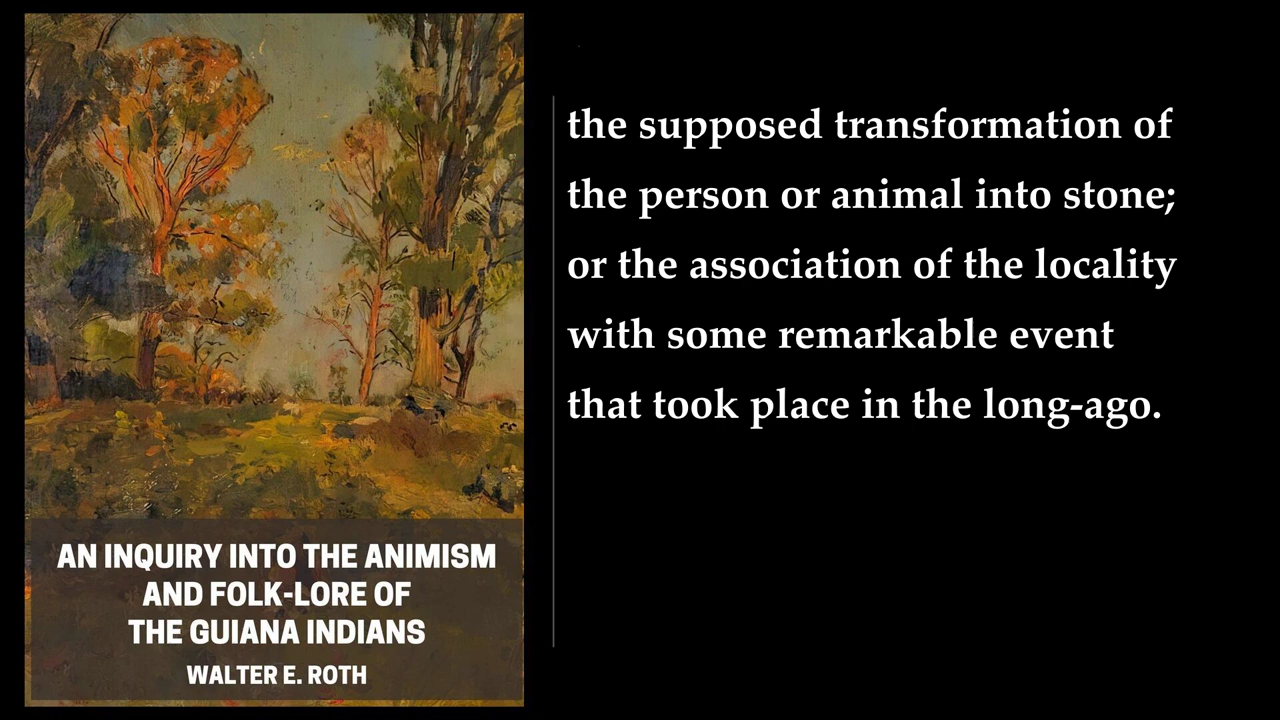 the supposed transformation of
the person or animal into stone;
or the association of the locality
with some remarkable event
that took place in the long-ago.
AN INQUIRY INTO THE ANIMISM
AND FOLK-LORE OF
THE GUIANA INDIANS
WALTER E. ROTH